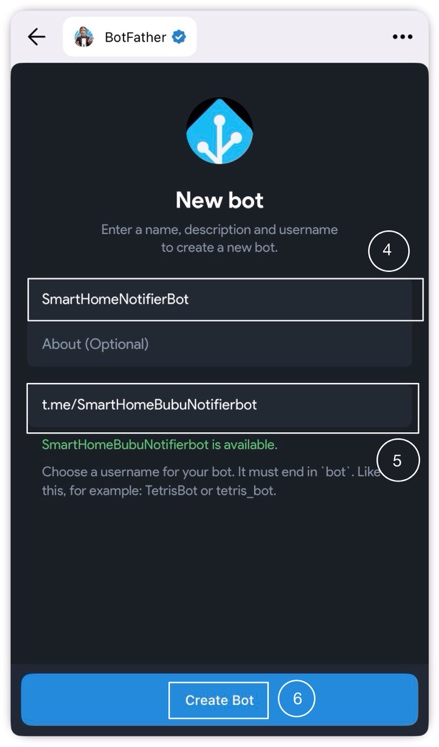 BotFather
New bot
Enter a name, description and username
to create a new bot.
4
SmartHomeNotifierBot
About (Optional)
t.me/SmartHomeBubuNotifierbot
SmartHomeBubuNotifierbot is available.
5
Choose a username for your bot. It must end in `bot`. Like
this, for example: TetrisBot or tetris_bot.
Create Bot
6